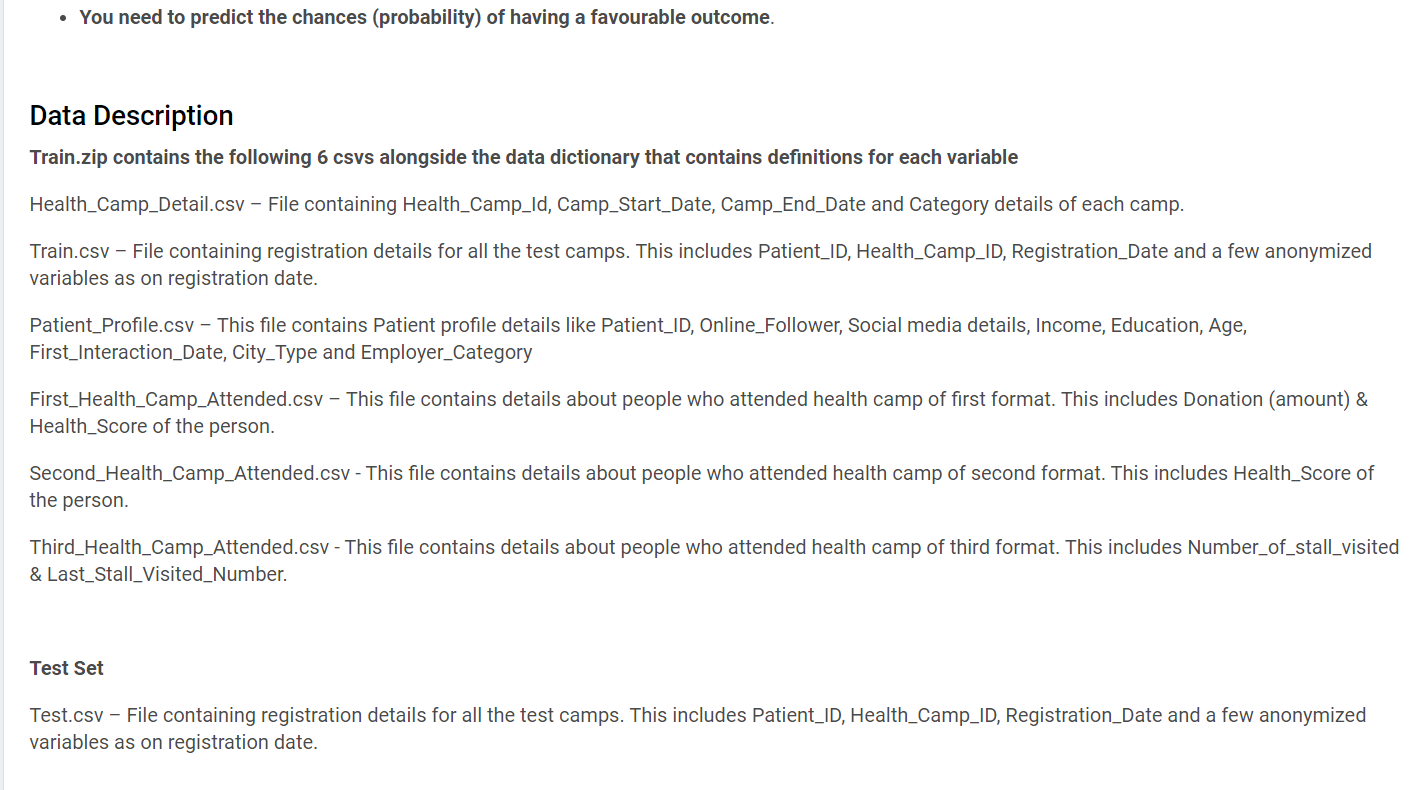 • You need to predict the chances (probability) of having a favourable outcome.
Data Description
Train.zip contains the following 6 csvs alongside the data dictionary that contains definitions for each variable
Health_Camp_Detail.csv – File containing Health_Camp_Id, Camp_Start_Date, Camp_End_Date and Category details of each camp.
Train.csv – File containing registration details for all the test camps. This includes Patient_ID, Health_Camp_ID, Registration_Date and a few anonymized
variables as on registration date.
Patient_Profile.csv – This file contains Patient profile details like Patient_ID, Online_Follower, Social media details, Income, Education, Age,
First_Interaction_Date, City_Type and Employer_Category
First_Health_Camp_Attended.csv – This file contains details about people who attended health camp of first format. This includes Donation (amount) &
Health_Score of the person.
Second_Health_Camp_Attended.csv - This file contains details about people who attended health camp of second format. This includes Health_Score of
the person.
Third_Health_Camp_Attended.csv - This file contains details about people who attended health camp of third format. This includes Number_of_stall_visited
& Last_Stall_Visited_Number.
Test Set
Test.csv – File containing registration details for all the test camps. This includes Patient_ID, Health_Camp_ID, Registration_Date and a few anonymized
variables as on registration date.